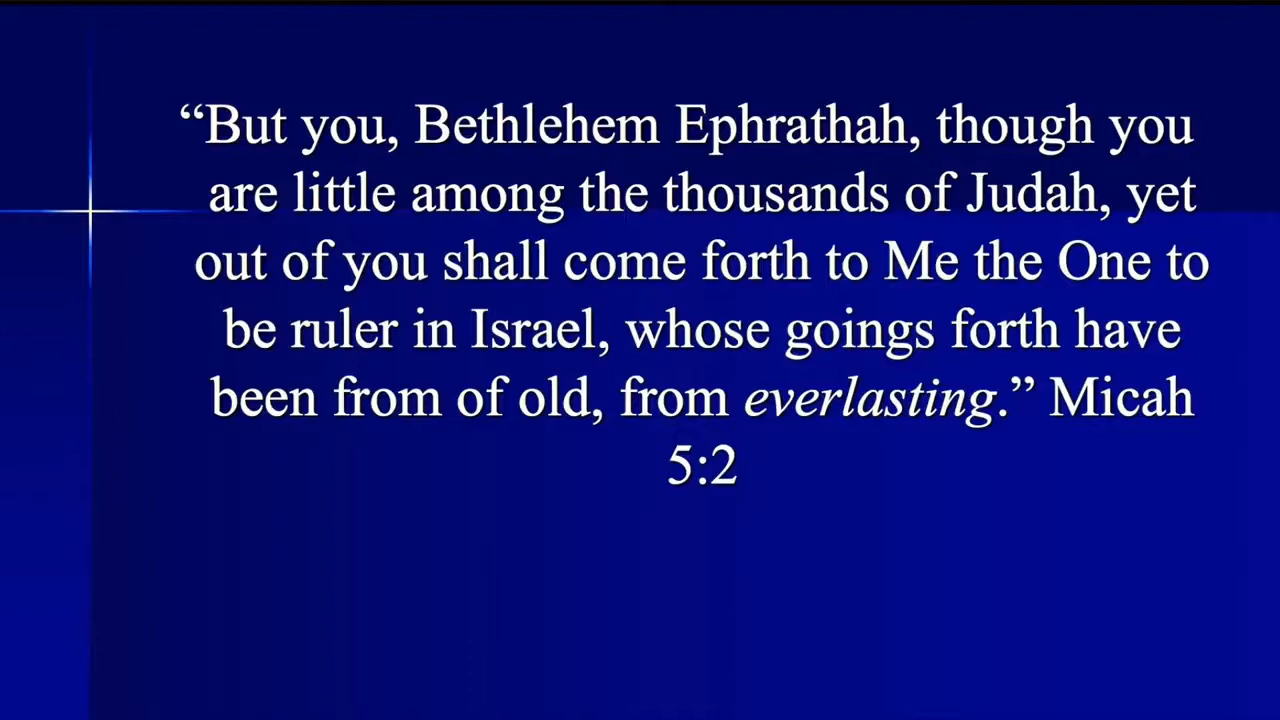 “But you, Bethlehem Ephrathah, though you
are little among the thousands of Judah, yet
out of you shall come forth to Me the One to
be ruler in Israel, whose goings forth have
been from of old, from everlasting.” Micah
5:2